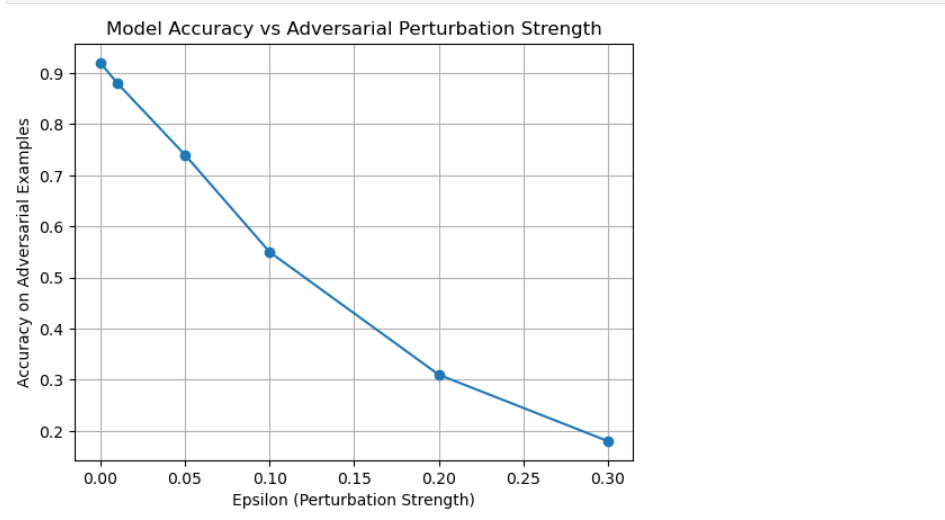 Model Accuracy vs Adversarial Perturbation Strength
Accuracy on Adversarial Examples
0.9
0.8
0.7
0.6
0.5
0.4
0.3
0.2
0.00 0.05 0.10 0.15 0.20 0.25 0.30
Epsilon (Perturbation Strength)